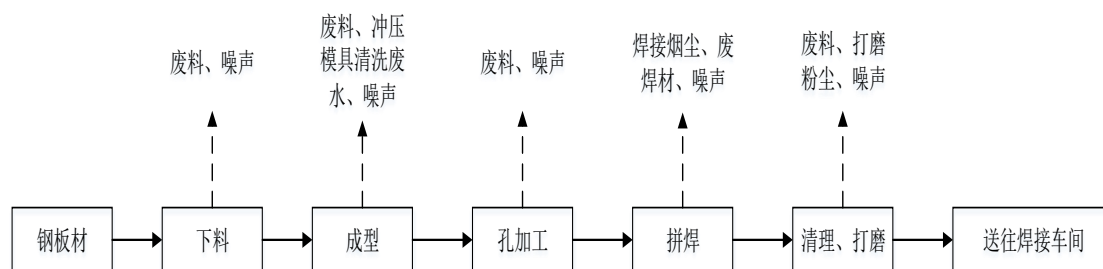 废料、噪声
废料、冲压
模具清洗废
水、噪声
废料、噪声
焊接烟尘、废
焊材、噪声
废料、打磨
粉尘、噪声
钢板材
下料
成型
孔加工
拼焊
清理、打磨
送往焊接车间